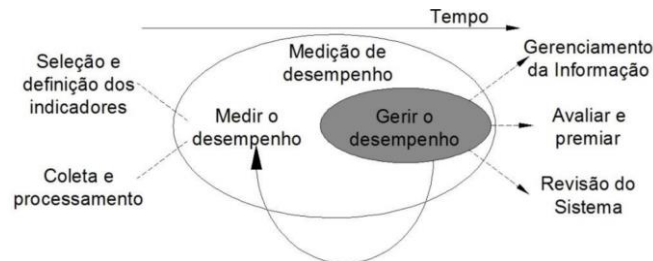 Tempo
Seleção e
definição dos
indicadores
Coleta e
processamento
Medição de
desempenho
Medir o
desempenho
Gerir o
desempenho
Gerenciamento
da Informação
Avaliar e
premiar
Revisão do
Sistema